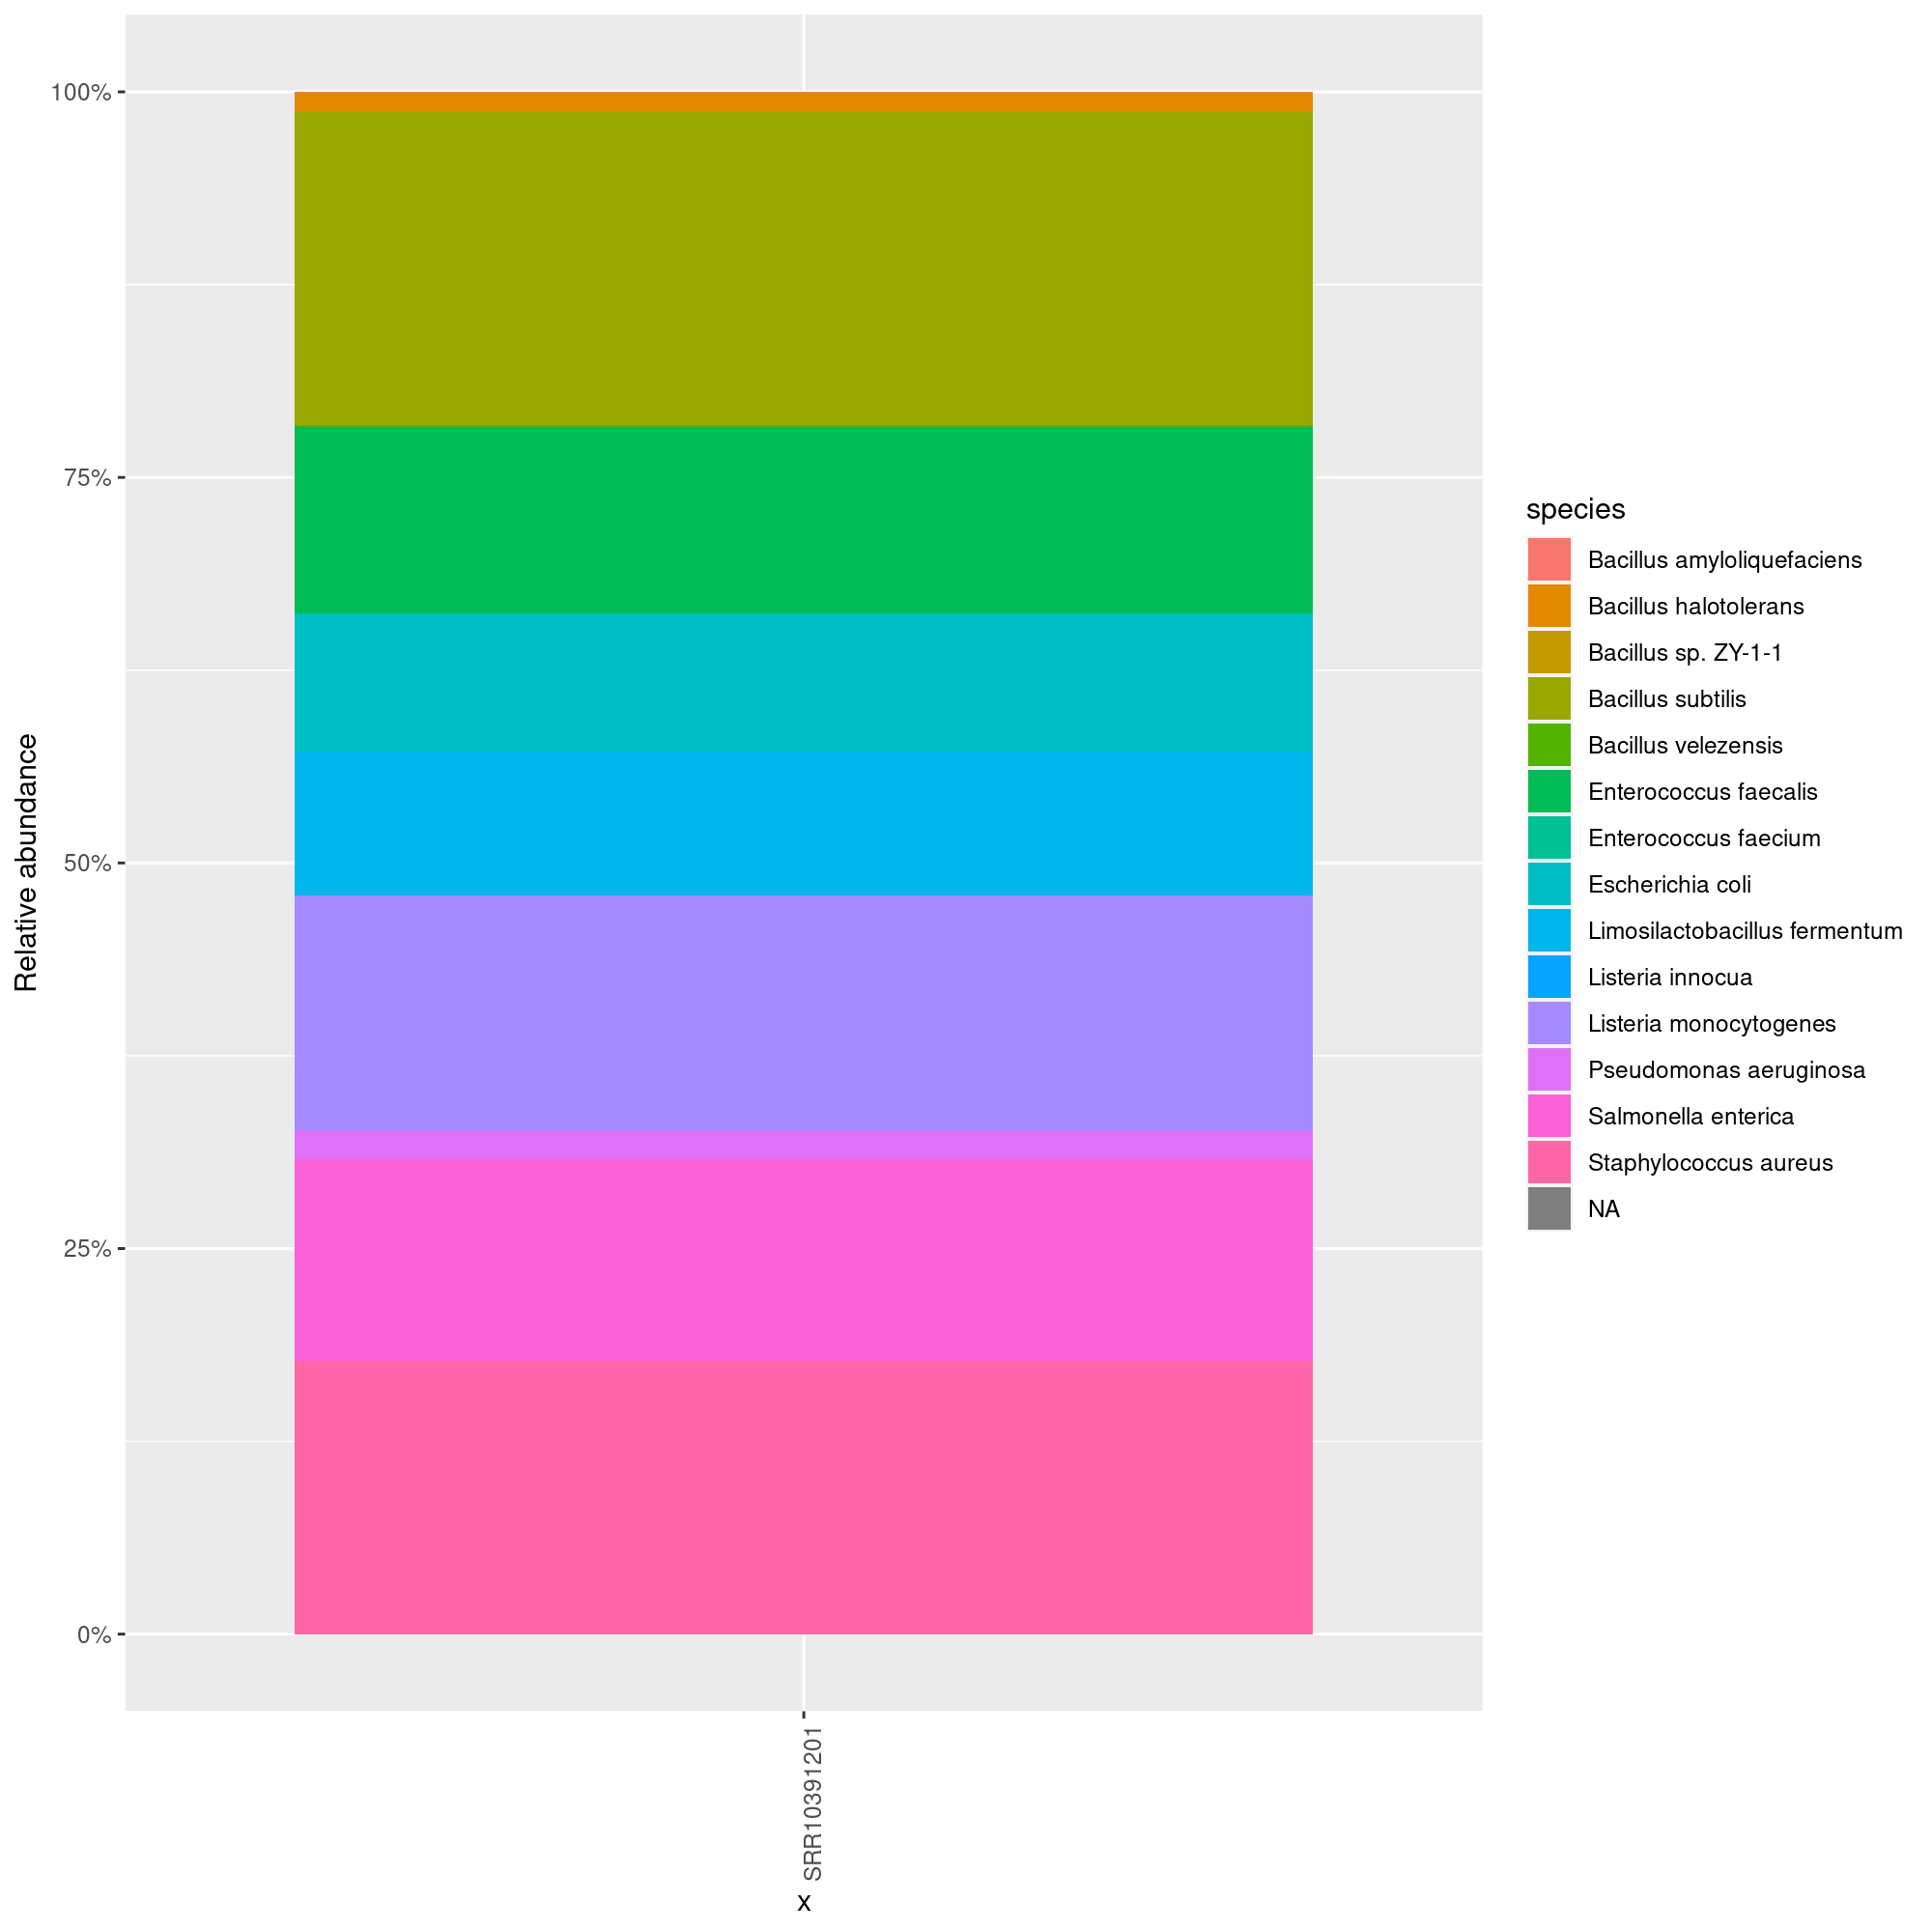 Relative abundance
100%
75%
50%
25%
0%
SRR10391201
x
species
Bacillus amyloliquefaciens
Bacillus halotolerans
Bacillus sp. ZY-1-1
Bacillus subtilis
Bacillus velezensis
Enterococcus faecalis
Enterococcus faecium
Escherichia coli
Limosilactobacillus fermentum
Listeria innocua
Listeria monocytogenes
Pseudomonas aeruginosa
Salmonella enterica
Staphylococcus aureus
NA